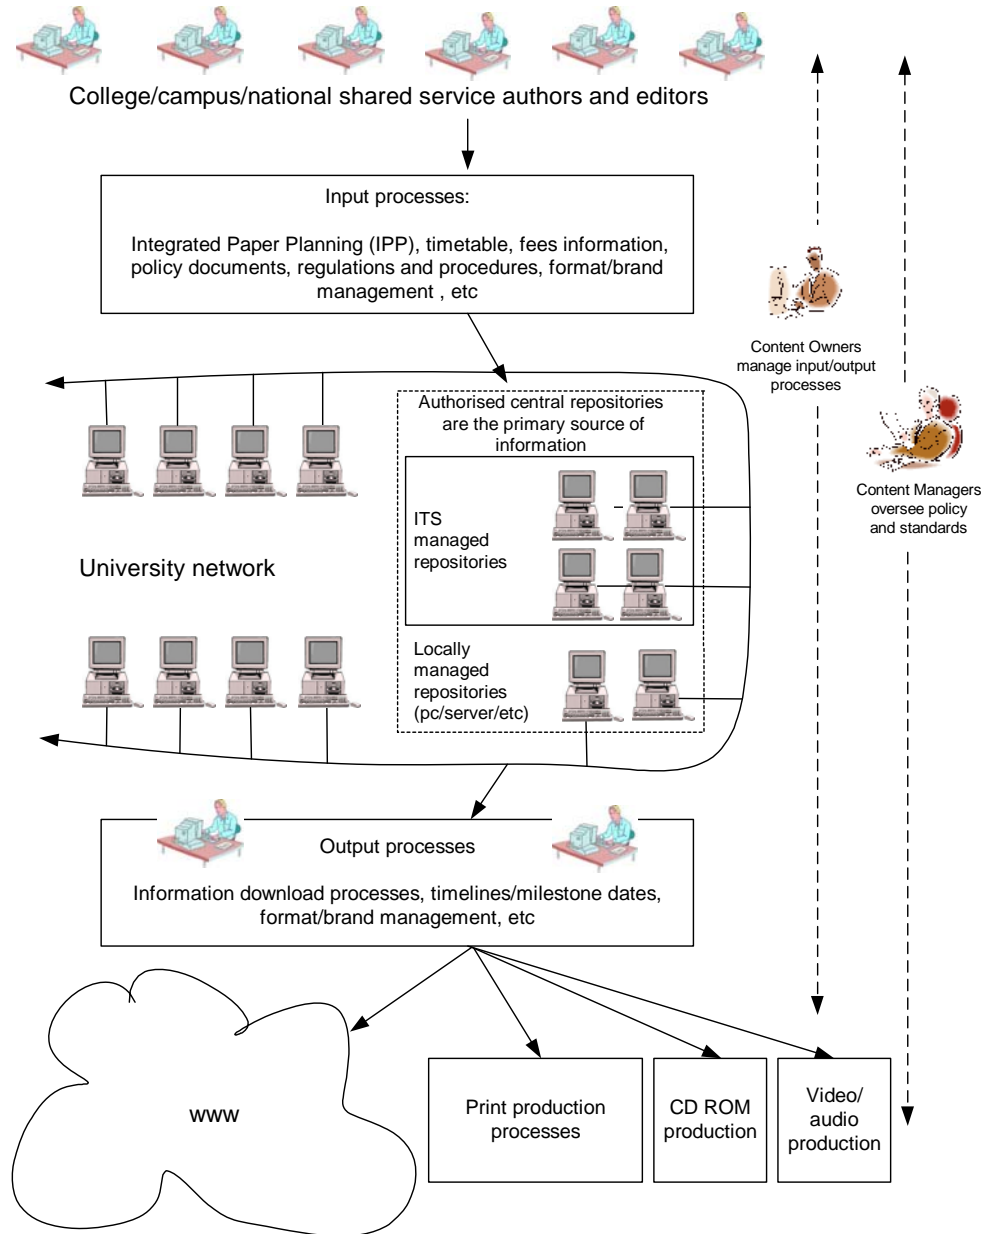 College/campus/national shared service authors and editors
Input processes:
Integrated Paper Planning (IPP), timetable, fees information,
policy documents, regulations and procedures, format/brand
management , etc
Content Owners
manage input/output
processes
Authorised central repositories
are the primary source of
information
Content Managers
oversee policy
and standards
ITS
managed
repositories
University network
Locally
managed
repositories
(pc/server/etc)
Output processes
Information download processes, timelines/milestone dates,
format/brand management, etc
www
Print production
processes
CD ROM
production
Video/
audio
production